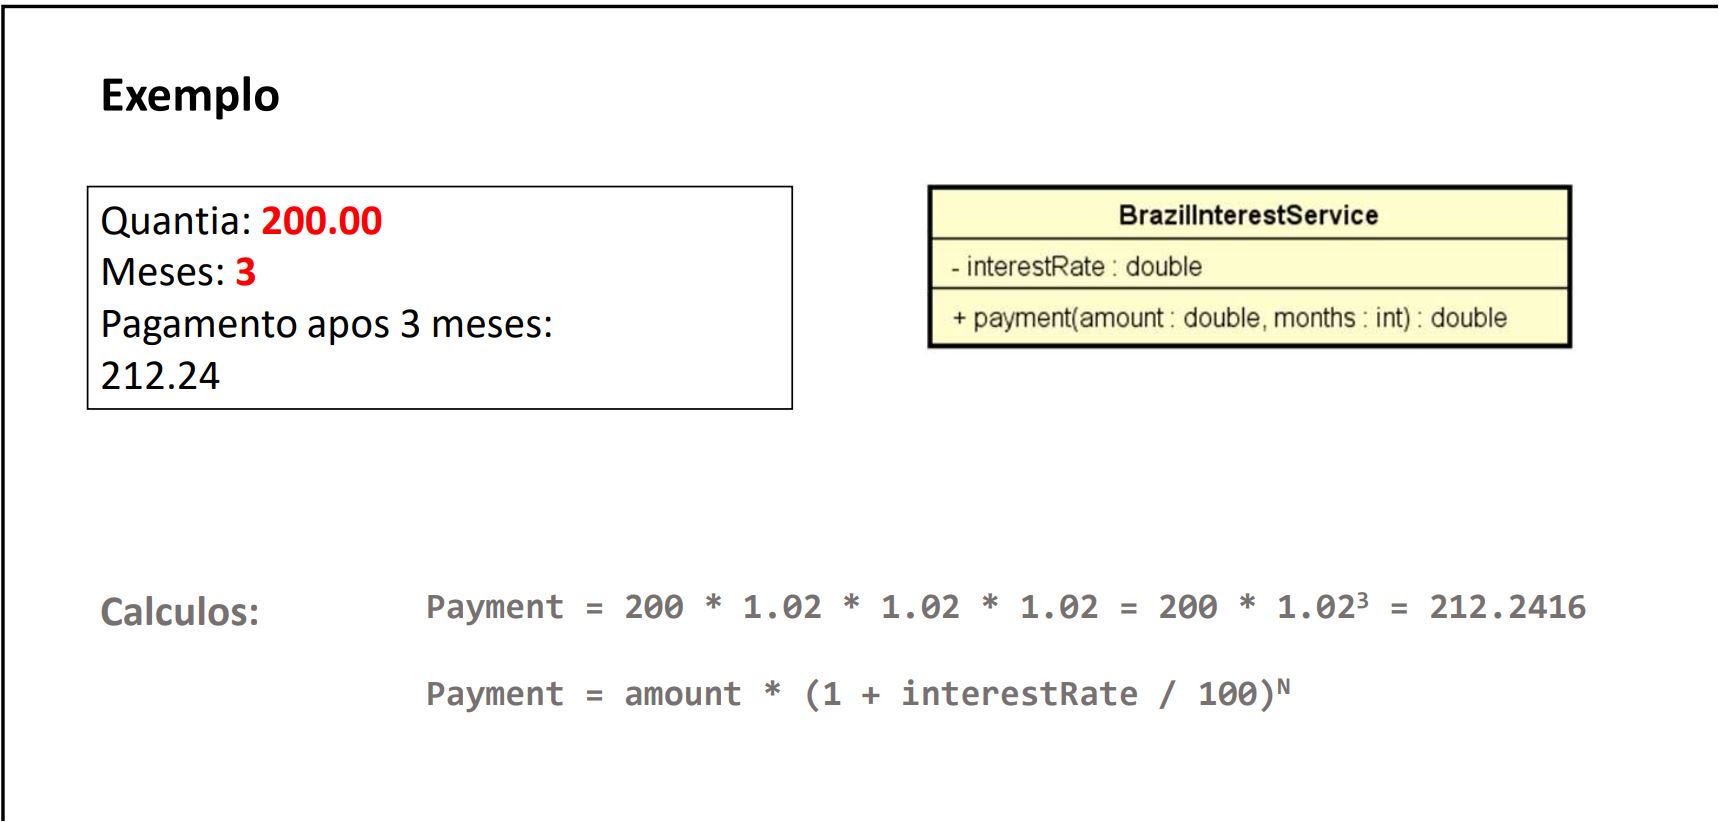 Exemplo
Quantia: 200.00
Meses: 3
Pagamento apos 3 meses:
212.24
BrazilInterestService
- interestRate : double
+ payment(amount : double, months : int) : double
Calculos:
Payment = 200 * 1.02 * 1.02 * 1.02 = 200 * 1.02³ = 212.2416
Payment = amount * (1 + interestRate / 100)ᴺ